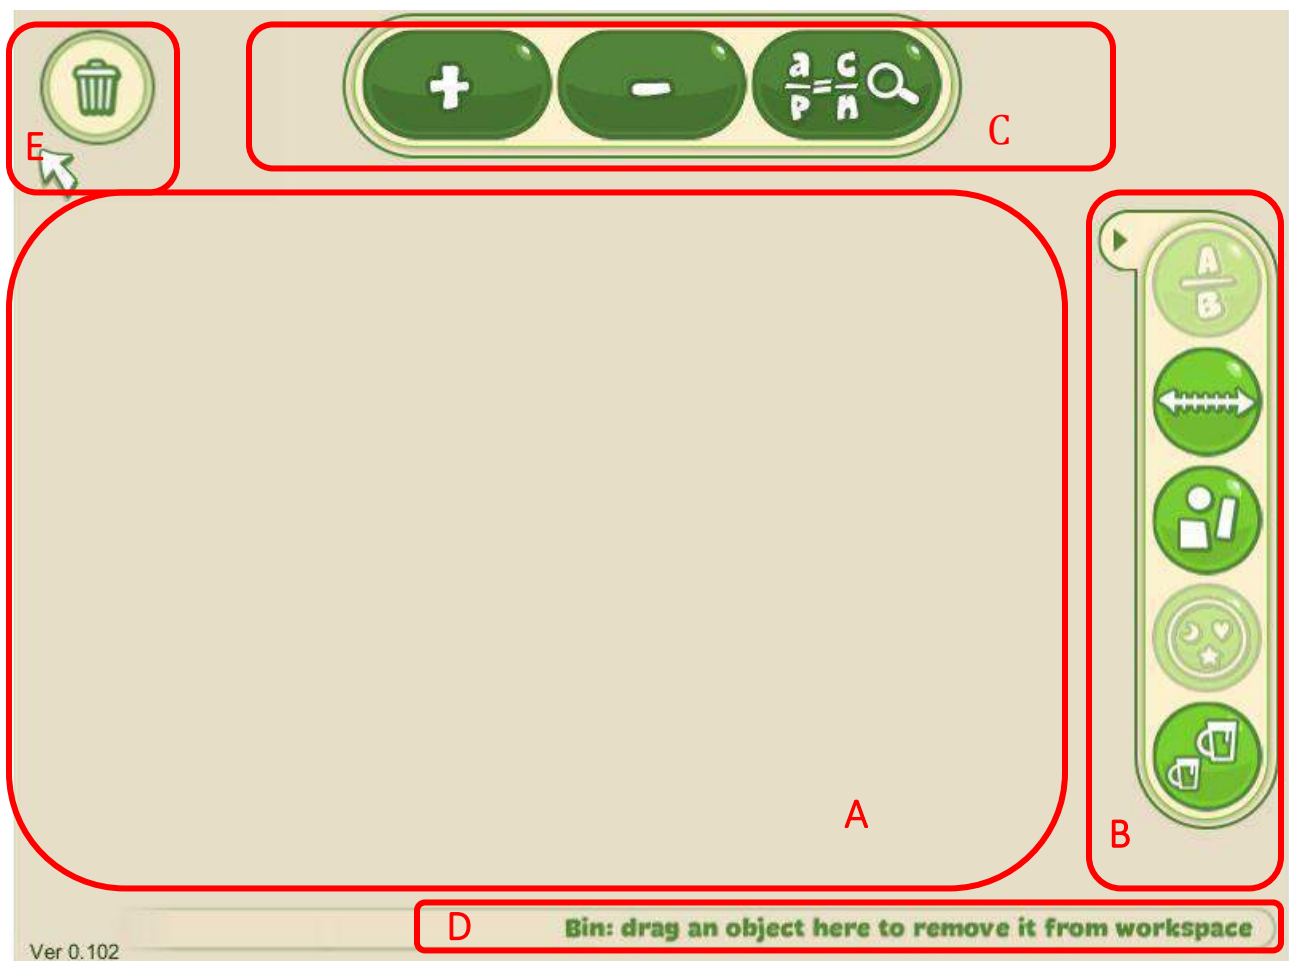 E
+ - a/p=c/n
C
A/B
A
B
D Bin: drag an object here to remove it from workspace
Ver 0.102